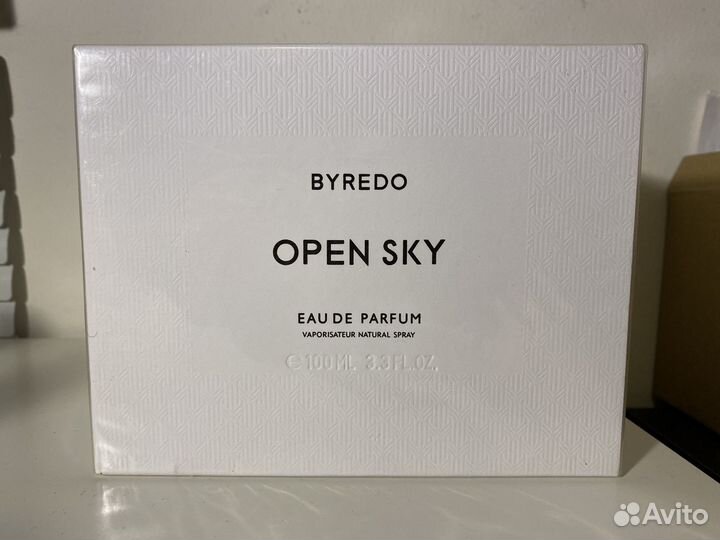 BYREDO
OPEN SKY
EAU DE PARFUM
VAPORISATEUR NATURAL SPRAY
℮ 100 ML 3.3 FL.OZ.
Avito